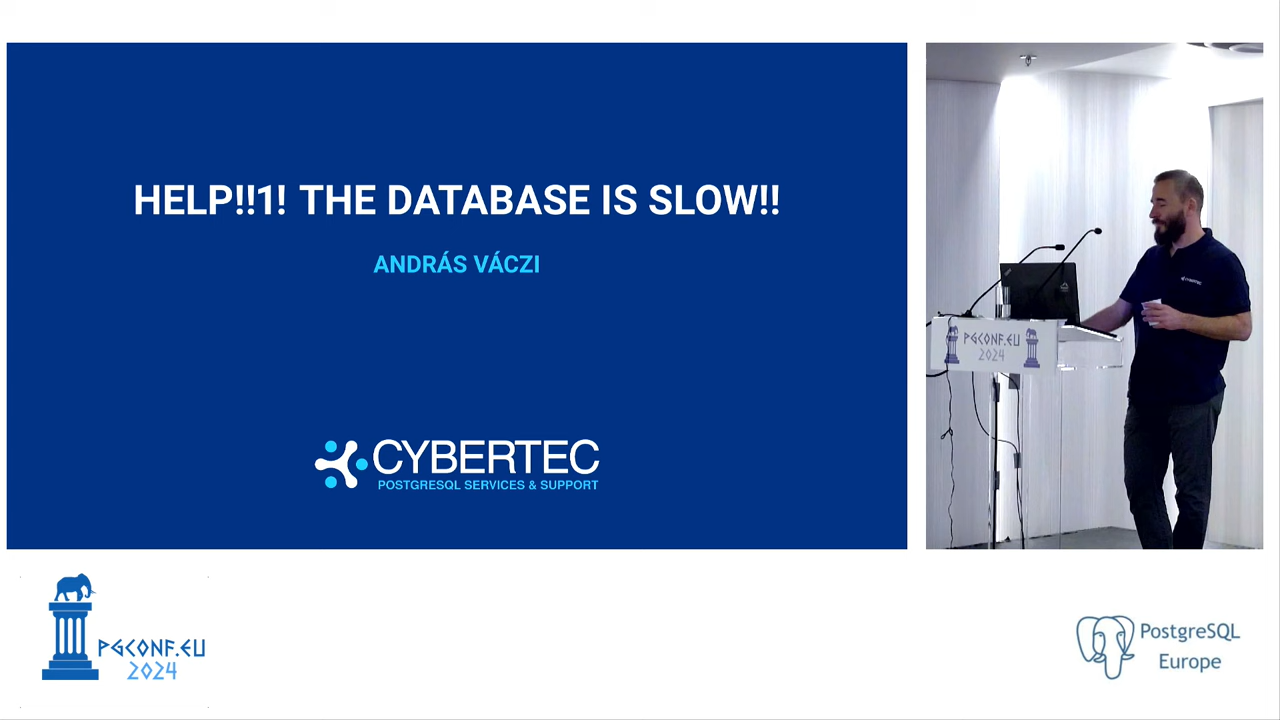 HELP!!1! THE DATABASE IS SLOW!!
ANDRÁS VÁCZI
CYBERTEC
POSTGRESQL SERVICES & SUPPORT
CYBERTEC
PGCONF.EU
2024
PGCONF.EU
2024
PostgreSQL
Europe